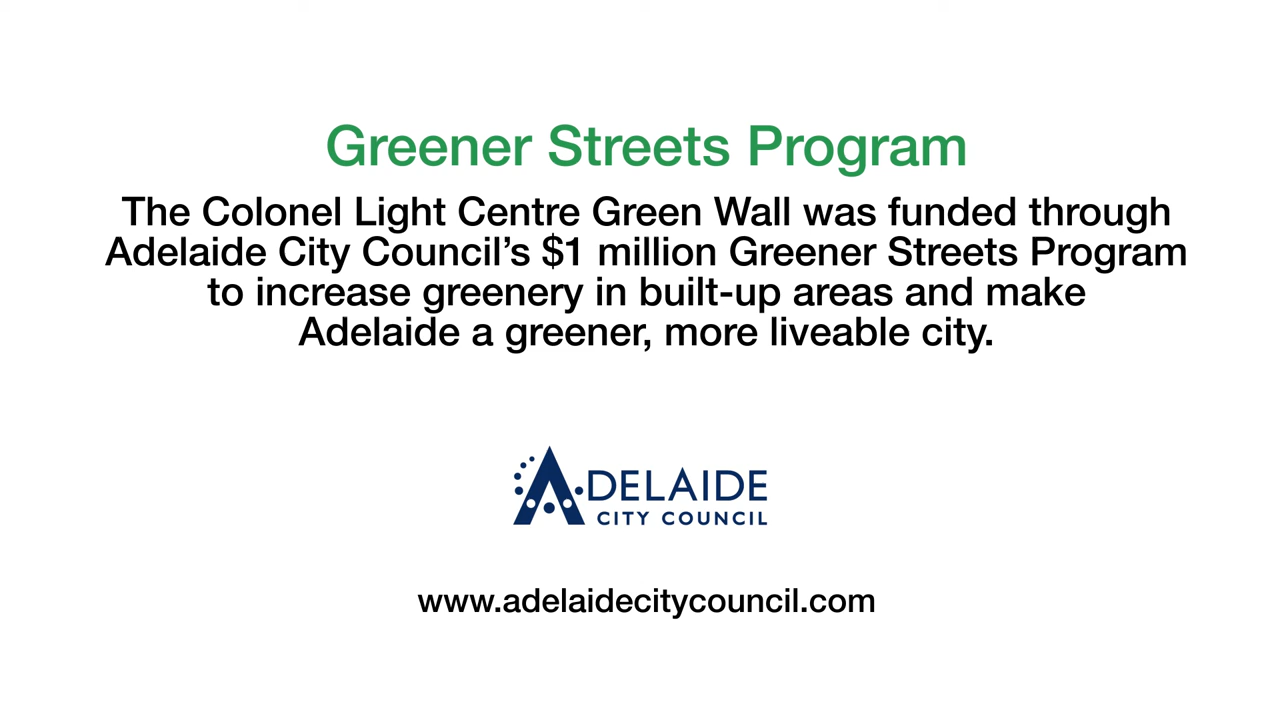 Greener Streets Program
The Colonel Light Centre Green Wall was funded through
Adelaide City Council’s $1 million Greener Streets Program
to increase greenery in built-up areas and make
Adelaide a greener, more liveable city.
ADELAIDE
CITY COUNCIL
www.adelaidecitycouncil.com